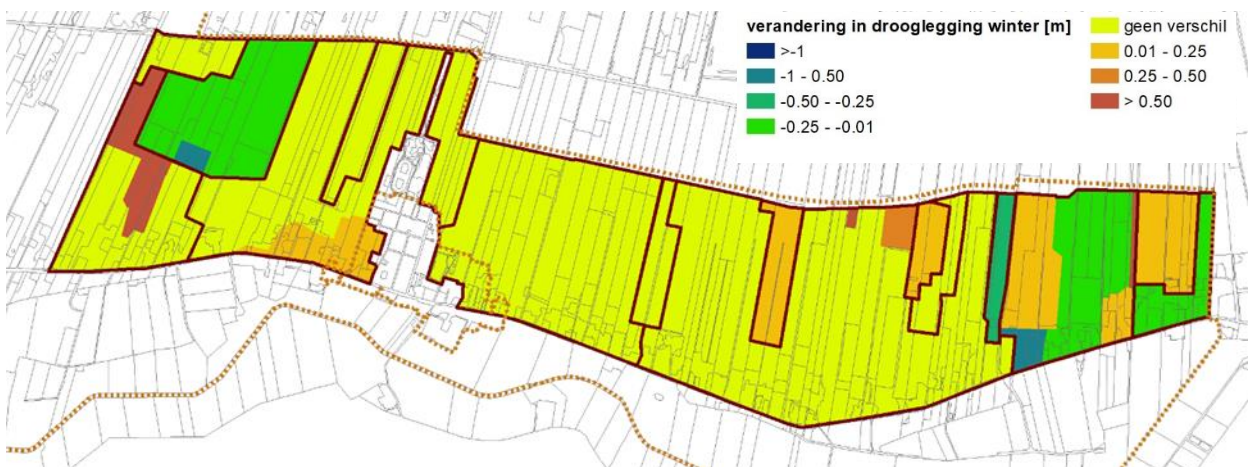 verandering in drooglegging winter [m]
>-1
-1 - 0.50
-0.50 - -0.25
-0.25 - -0.01
geen verschil
0.01 - 0.25
0.25 - 0.50
> 0.50